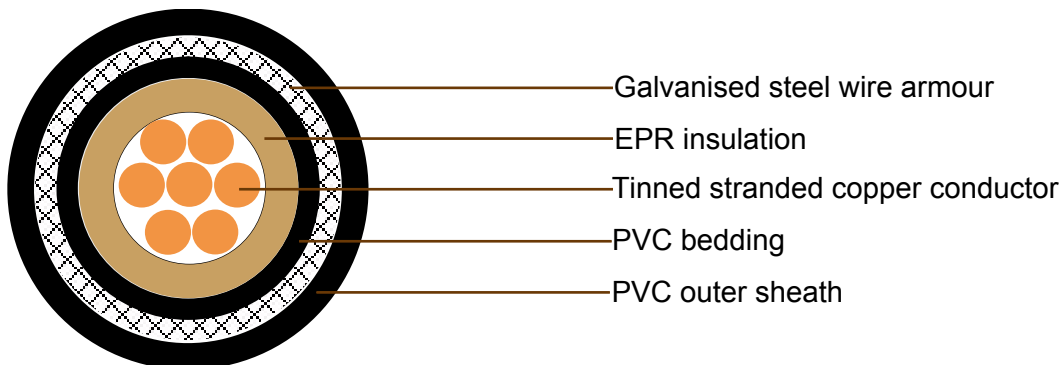 Galvanised steel wire armour
EPR insulation
Tinned stranded copper conductor
PVC bedding
PVC outer sheath